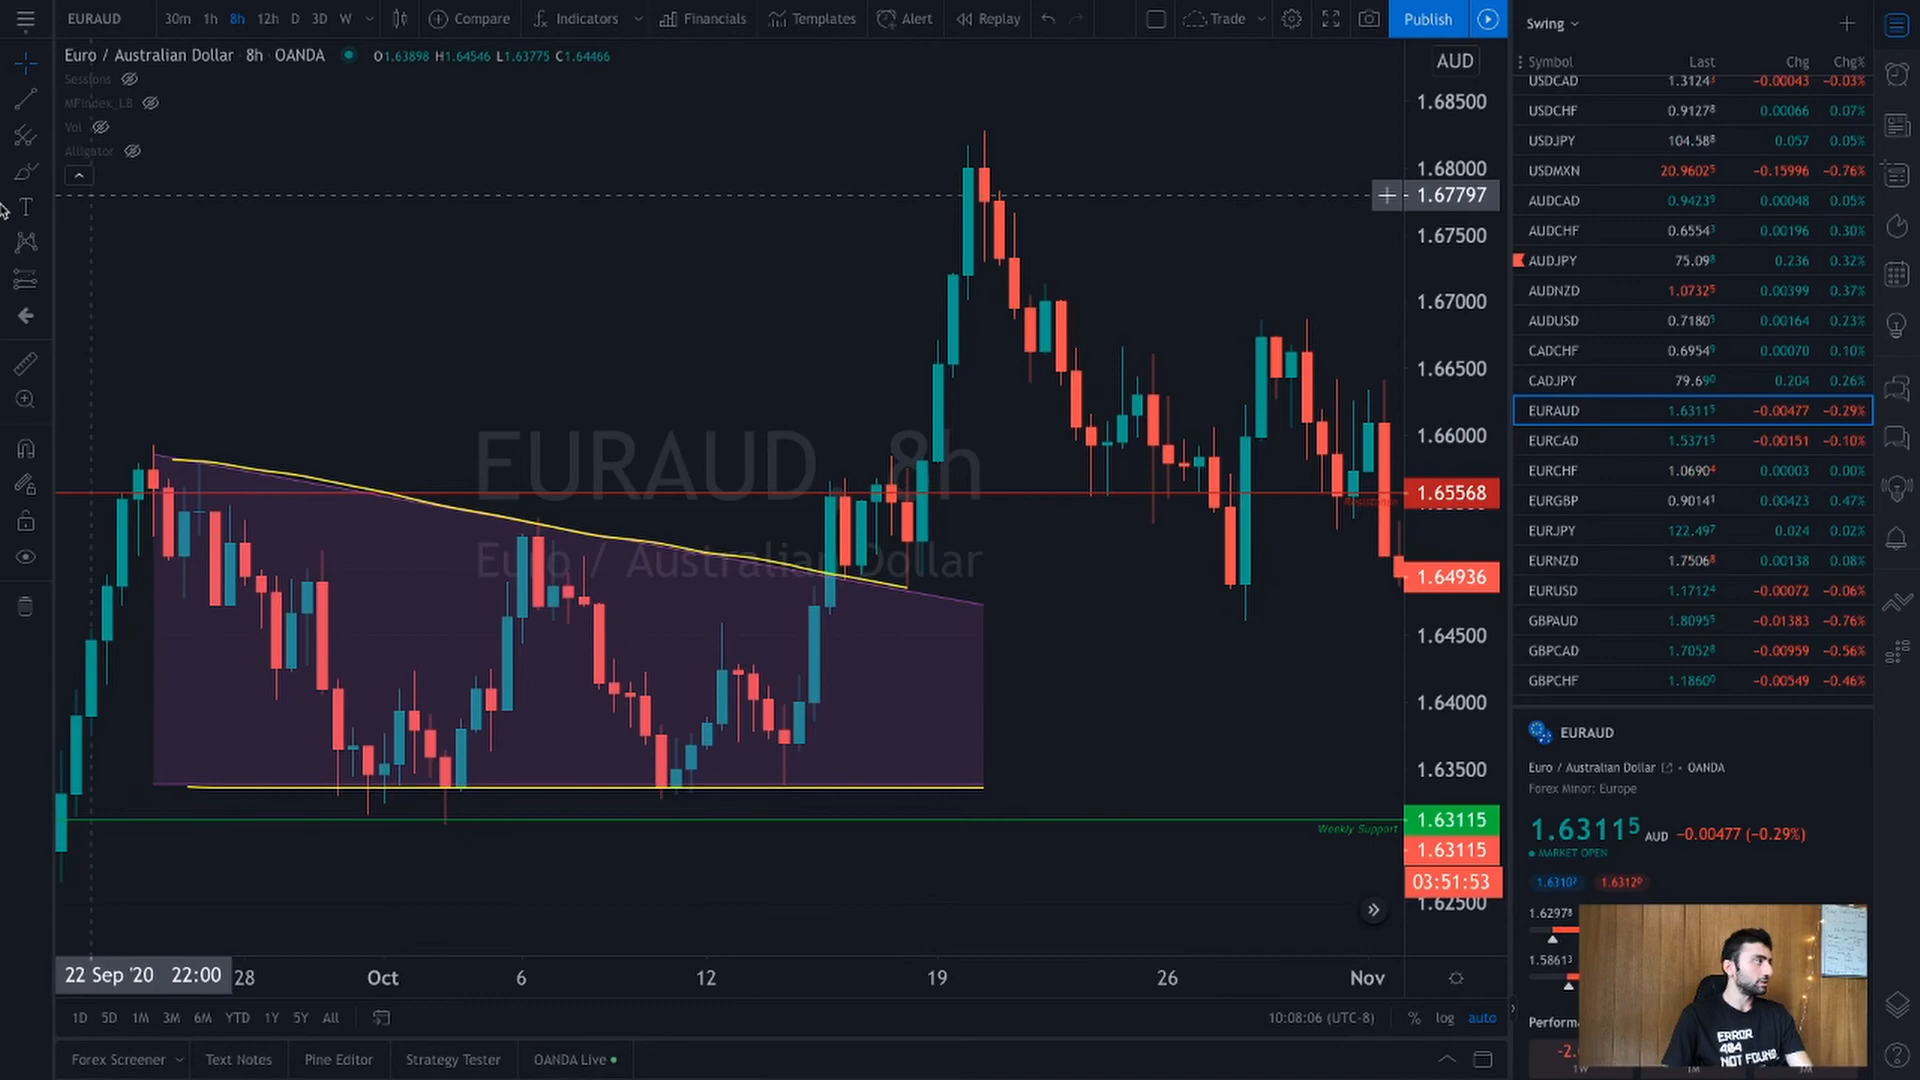 EURAUD 30m 1h 8h 12h D 3D W Compare Indicators Financials Templates Alert Replay Trade Publish
Euro / Australian Dollar 8h OANDA O1.63898 H1.64546 L1.63775 C1.64466
Sessions
MFIndex_LB
Vol
Alligator
EURAUD, 8h
Euro / Australian Dollar
AUD
1.68500
1.68000
1.67797
1.67500
1.67000
1.66500
1.66000
1.65568
1.64936
1.64500
1.64000
1.63500
Weekly Support
1.63115
1.63115
03:51:53
1.62500
22 Sep '20 22:00 28 Oct 6 12 19 26 Nov
1D 5D 1M 3M 6M YTD 1Y 5Y All 10:08:06 (UTC-8) % log auto
Forex Screener Text Notes Pine Editor Strategy Tester OANDA Live
Swing
Symbol Last Chg Chg%
USDCAD 1.3124 −0.00043 −0.03%
USDCHF 0.91278 0.00066 0.07%
USDJPY 104.588 0.057 0.05%
USDMXN 20.96025 −0.15996 −0.76%
AUDCAD 0.94239 0.00048 0.05%
AUDCHF 0.65543 0.00196 0.30%
AUDJPY 75.098 0.236 0.32%
AUDNZD 1.07325 0.00399 0.37%
AUDUSD 0.71805 0.00164 0.23%
CADCHF 0.69549 0.00070 0.10%
CADJPY 79.690 0.204 0.26%
EURAUD 1.63115 −0.00477 −0.29%
EURCAD 1.53715 −0.00151 −0.10%
EURCHF 1.06904 0.00003 0.00%
EURGBP 0.90141 0.00423 0.47%
EURJPY 122.497 0.024 0.02%
EURNZD 1.75068 0.00138 0.08%
EURUSD 1.17124 −0.00072 −0.06%
GBPAUD 1.80955 −0.01383 −0.76%
GBPCAD 1.70528 −0.00959 −0.56%
GBPCHF 1.18600 −0.00549 −0.46%
EURAUD
Euro / Australian Dollar • OANDA
Forex Minor: Europe
1.63115 AUD −0.00477 (−0.29%)
MARKET OPEN
1.63107 1.63120
1.62978
1.58613
Perform
-2.
1W
1M
ERROR
404
NOT FOUND.